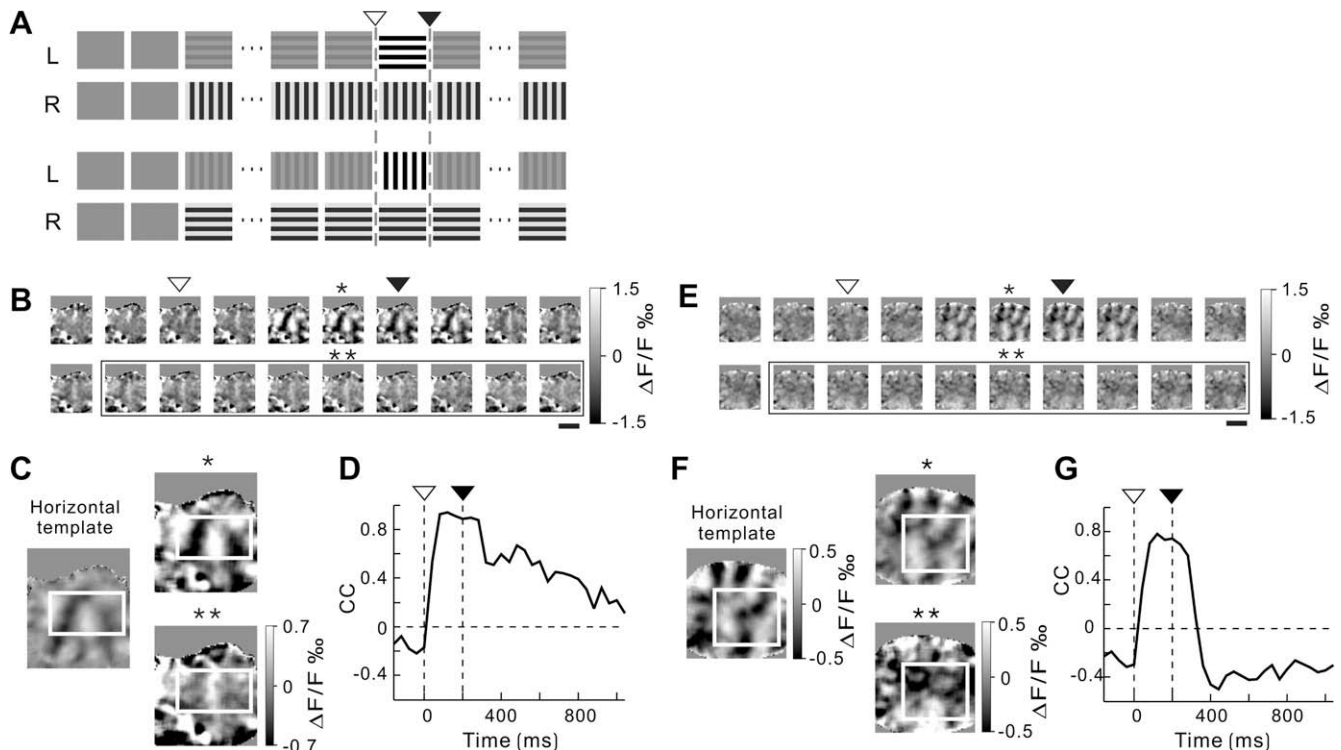 A
L
R
L
R
B
*
**
1.5
0
-1.5
ΔF/F ‰
E
*
**
1.5
0
-1.5
ΔF/F ‰
C
Horizontal
template
*
**
0.7
0
-0.7
ΔF/F ‰
D
0.8
0.4
0
-0.4
CC
0 400 800
Time (ms)
F
Horizontal
template
0.5
0
-0.5
ΔF/F ‰
*
**
0.5
0
-0.5
ΔF/F ‰
G
0.8
0.4
0
-0.4
CC
0 400 800
Time (ms)